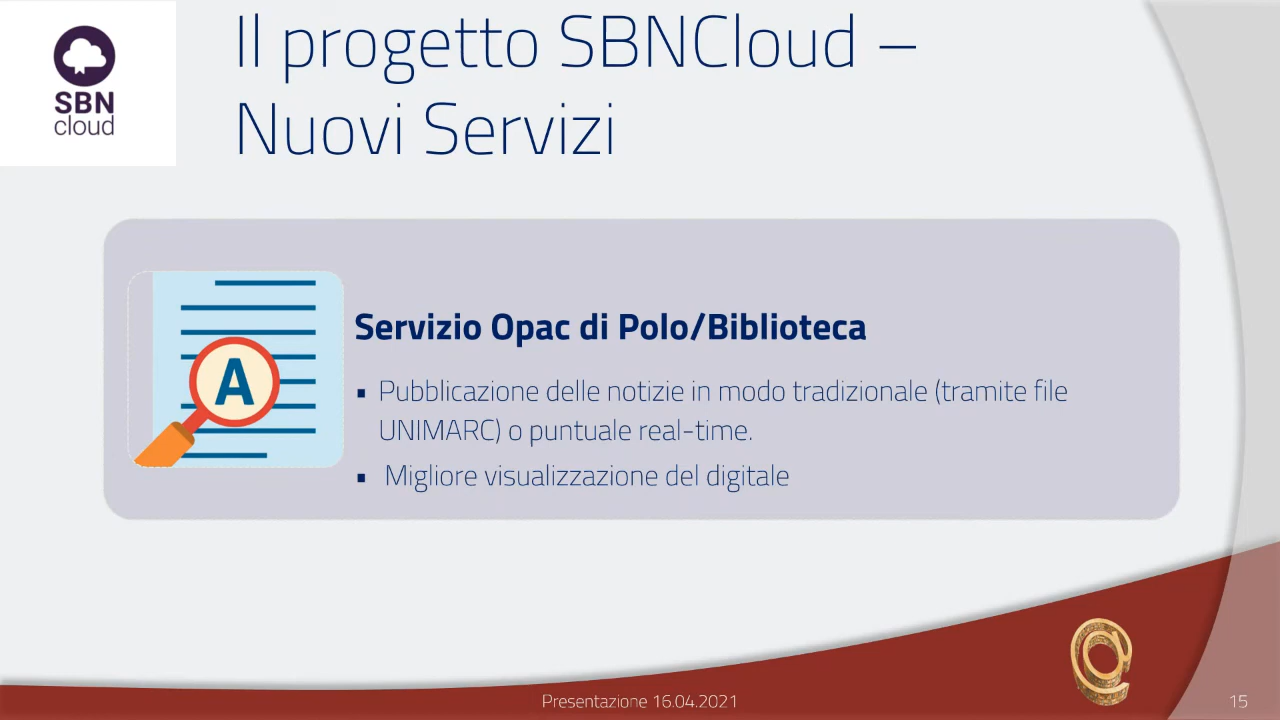 SBN
cloud
Il progetto SBNCloud –
Nuovi Servizi
A
Servizio Opac di Polo/Biblioteca
▪ Pubblicazione delle notizie in modo tradizionale (tramite file
UNIMARC) o puntuale real-time.
▪ Migliore visualizzazione del digitale
@
Presentazione 16.04.2021
15